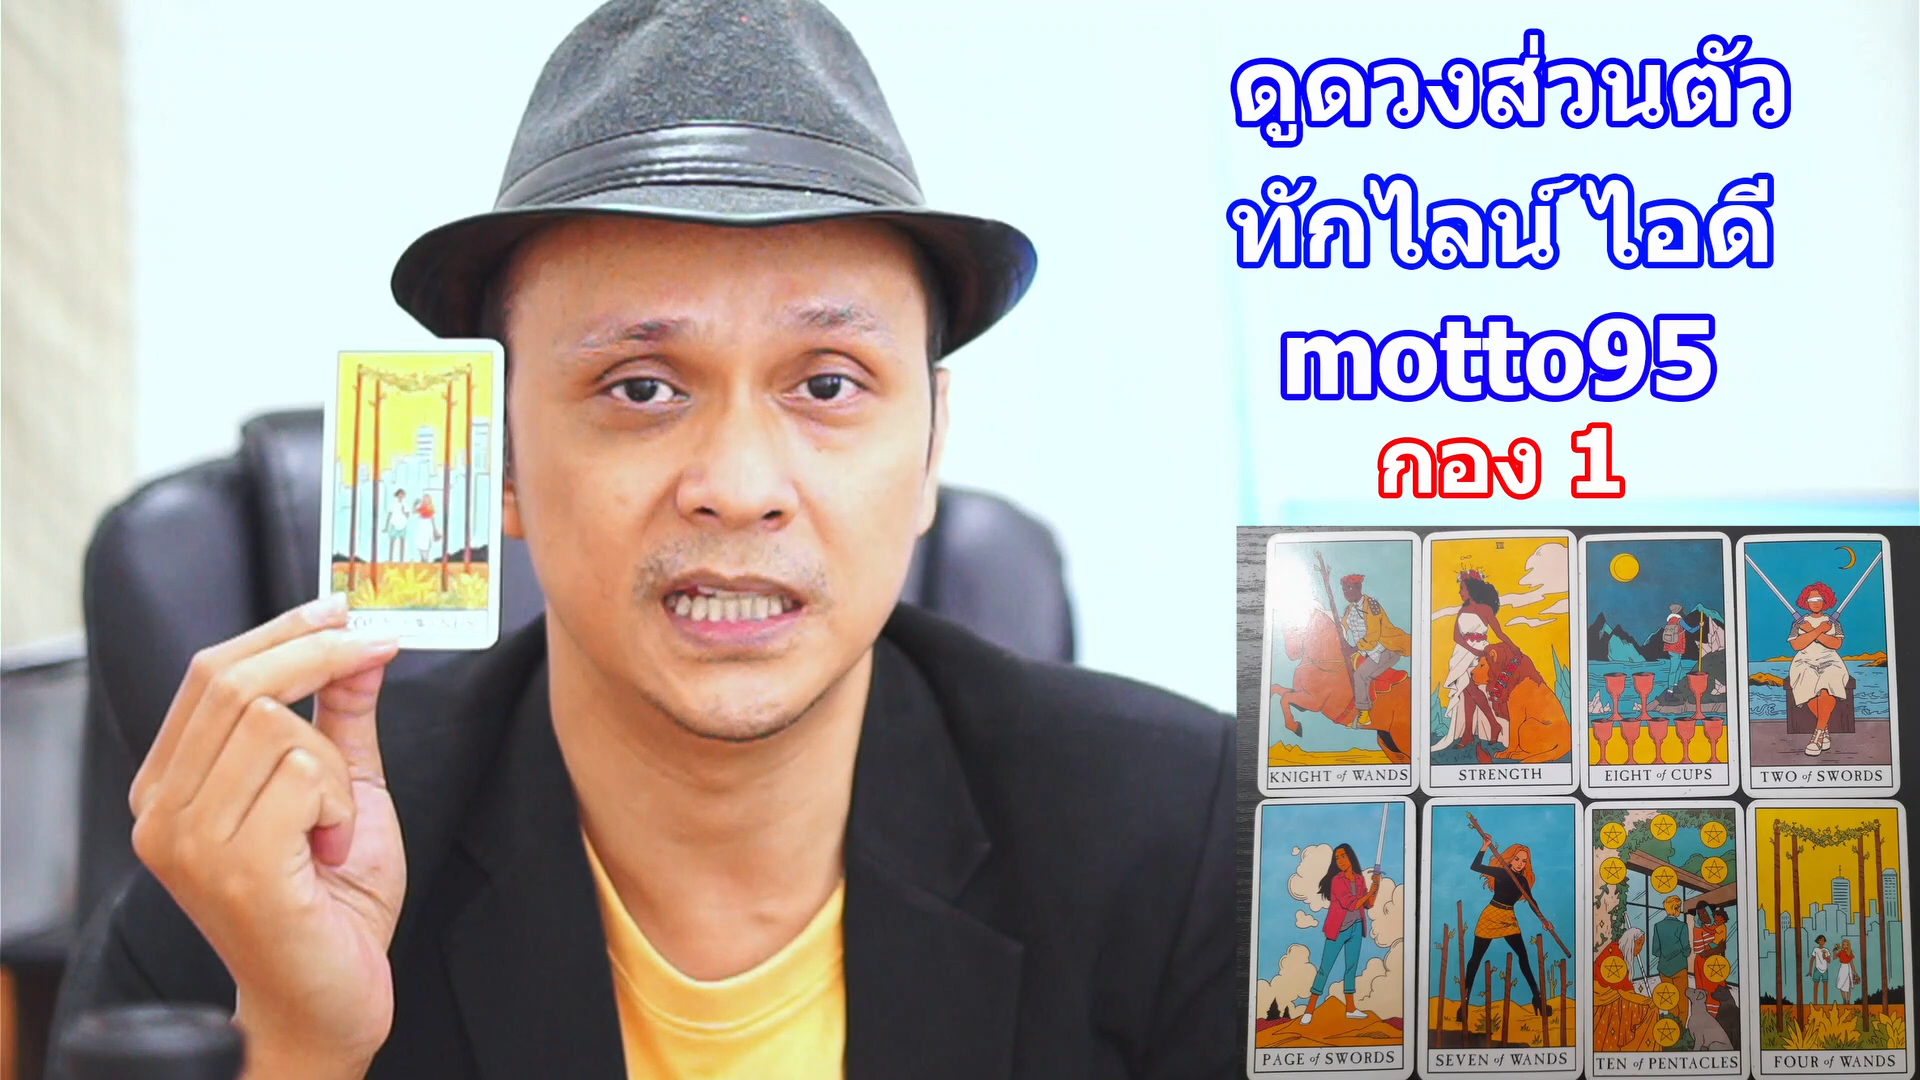 ดูดวงส่วนตัว
ทักไลน์ ไอดี
motto95
กอง 1
KNIGHT of WANDS
STRENGTH
EIGHT of CUPS
TWO of SWORDS
PAGE of SWORDS
SEVEN of WANDS
TEN of PENTACLES
FOUR of WANDS